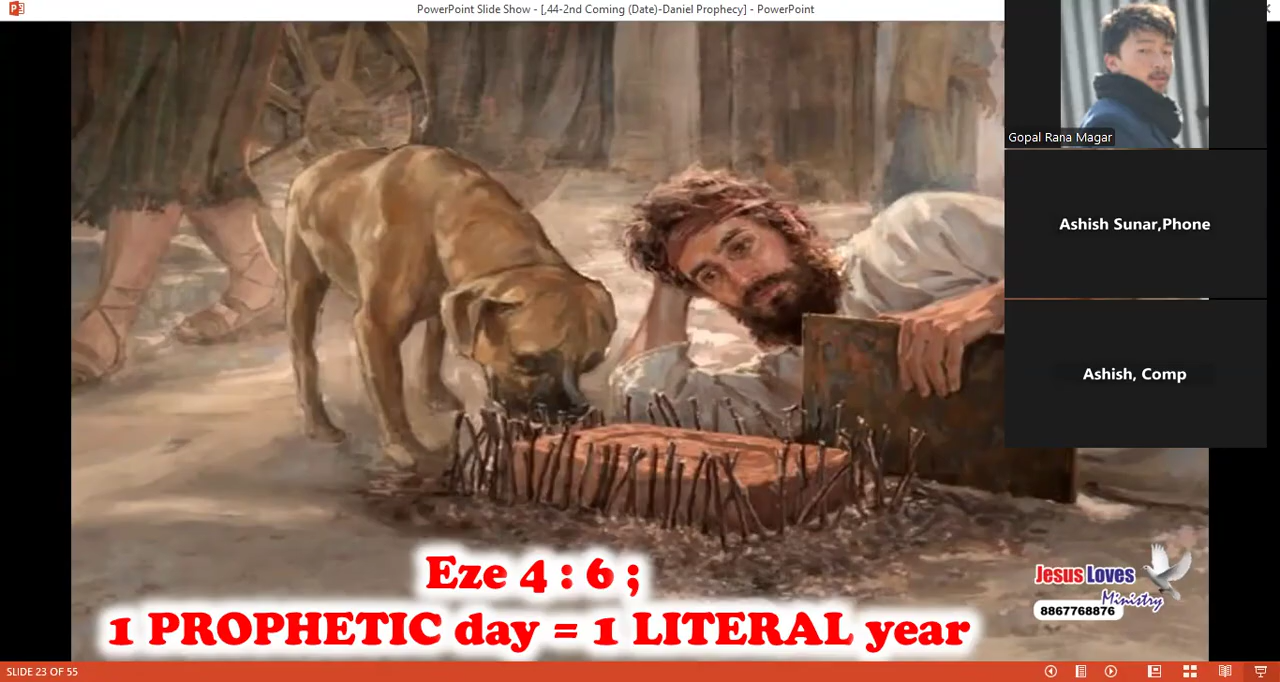 PowerPoint Slide Show - [,44-2nd Coming (Date)-Daniel Prophecy] - PowerPoint
Gopal Rana Magar
Ashish Sunar,Phone
Ashish, Comp
Eze 4 : 6 ;
1 PROPHETIC day = 1 LITERAL year
Jesus Loves
Ministry
8867768876
SLIDE 23 OF 55